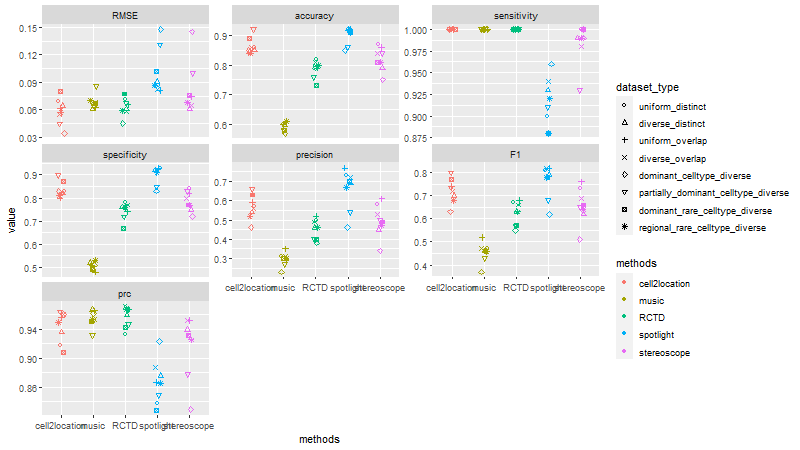 RMSE
accuracy
sensitivity
0.15
0.12
0.09
0.06
0.03
0.9
0.8
0.7
0.6
1.000
0.975
0.950
0.925
0.900
0.875
specificity
precision
F1
0.9
0.8
0.7
0.6
0.5
0.7
0.6
0.5
0.4
0.3
0.8
0.7
0.6
0.5
0.4
cell2location music RCTD spotlight stereoscope
cell2location music RCTD spotlight stereoscope
prc
0.94
0.90
0.86
cell2location music RCTD spotlight stereoscope
value
methods
dataset_type
uniform_distinct
diverse_distinct
uniform_overlap
diverse_overlap
dominant_celltype_diverse
partially_dominant_celltype_diverse
dominant_rare_celltype_diverse
regional_rare_celltype_diverse
methods
cell2location
music
RCTD
spotlight
stereoscope